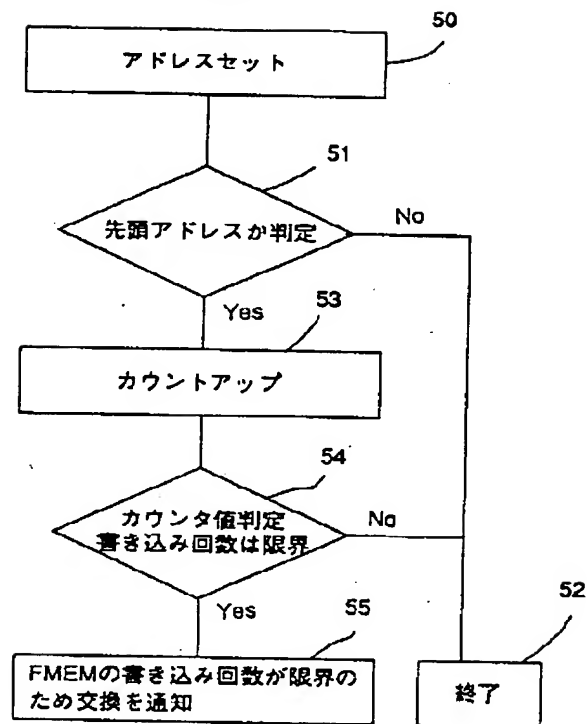 50
アドレスセット
51
先頭アドレスか判定
No
Yes
53
カウントアップ
54
カウンタ値判定
書き込み回数は限界
No
Yes
55
52
FMEMの書き込み回数が限界の
ため交換を通知
終了